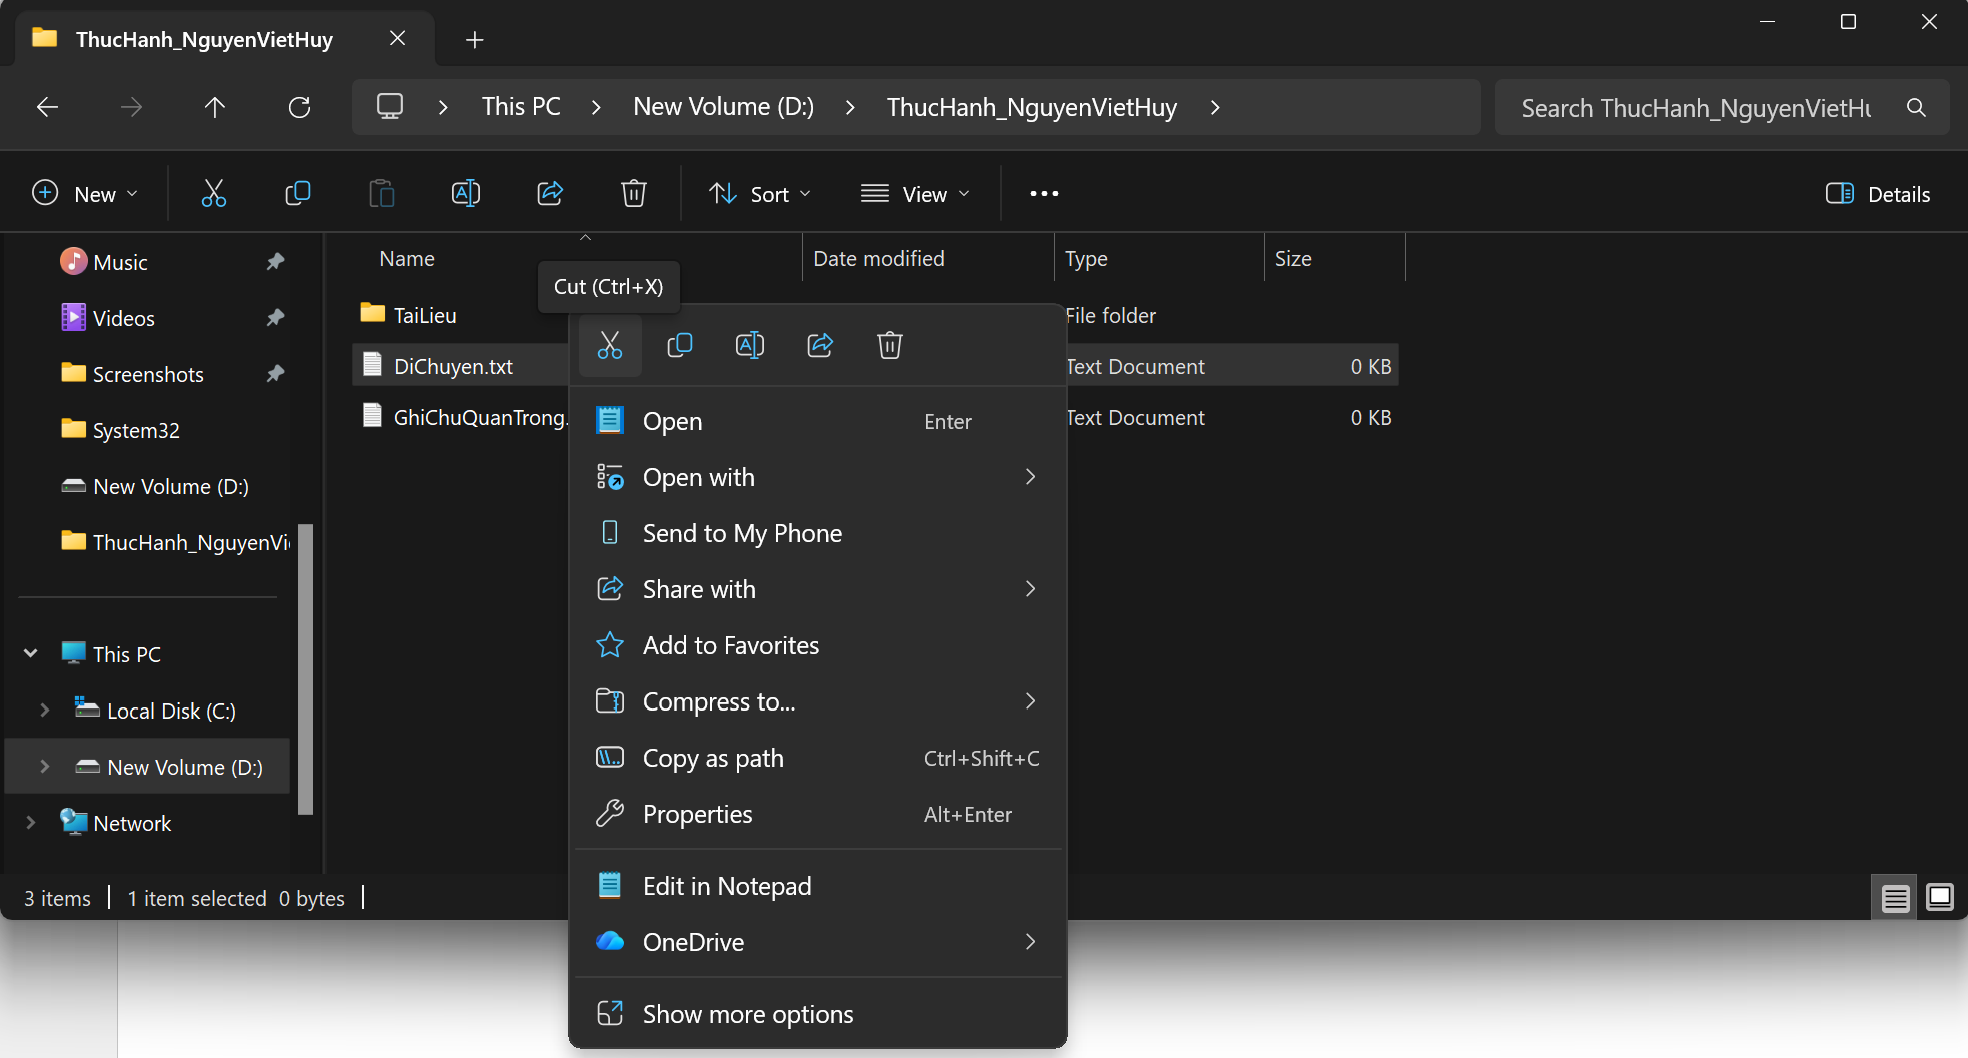 ThucHanh_NguyenVietHuy
This PC > New Volume (D:) > ThucHanh_NguyenVietHuy >
Search ThucHanh_NguyenVietHu
New
Sort
View
Details
Name
Date modified
Type
Size
Cut (Ctrl+X)
Music
Videos
Screenshots
System32
New Volume (D:)
ThucHanh_NguyenVi
This PC
Local Disk (C:)
New Volume (D:)
Network
TaiLieu
File folder
DiChuyen.txt
Text Document
0 KB
GhiChuQuanTrong.
Text Document
0 KB
Open
Enter
Open with
Send to My Phone
Share with
Add to Favorites
Compress to...
Copy as path
Ctrl+Shift+C
Properties
Alt+Enter
Edit in Notepad
OneDrive
Show more options
3 items
1 item selected 0 bytes